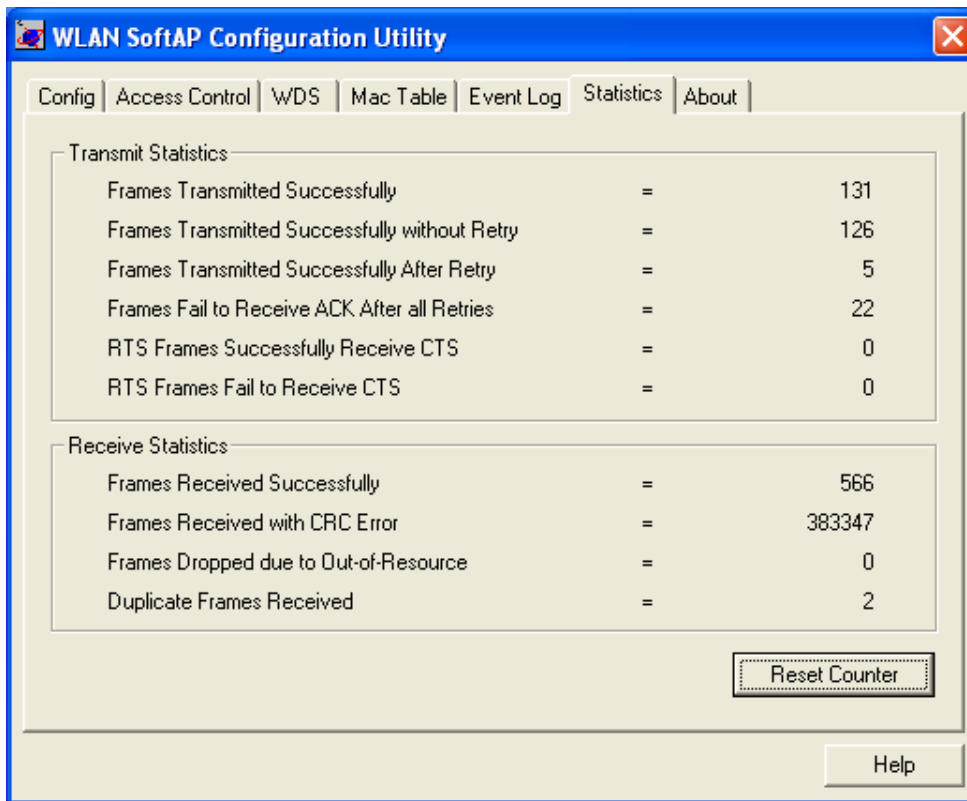 WLAN SoftAP Configuration Utility
Config Access Control WDS Mac Table Event Log Statistics About
Transmit Statistics
Frames Transmitted Successfully = 131
Frames Transmitted Successfully without Retry = 126
Frames Transmitted Successfully After Retry = 5
Frames Fail to Receive ACK After all Retries = 22
RTS Frames Successfully Receive CTS = 0
RTS Frames Fail to Receive CTS = 0
Receive Statistics
Frames Received Successfully = 566
Frames Received with CRC Error = 383347
Frames Dropped due to Out-of-Resource = 0
Duplicate Frames Received = 2
Reset Counter
Help